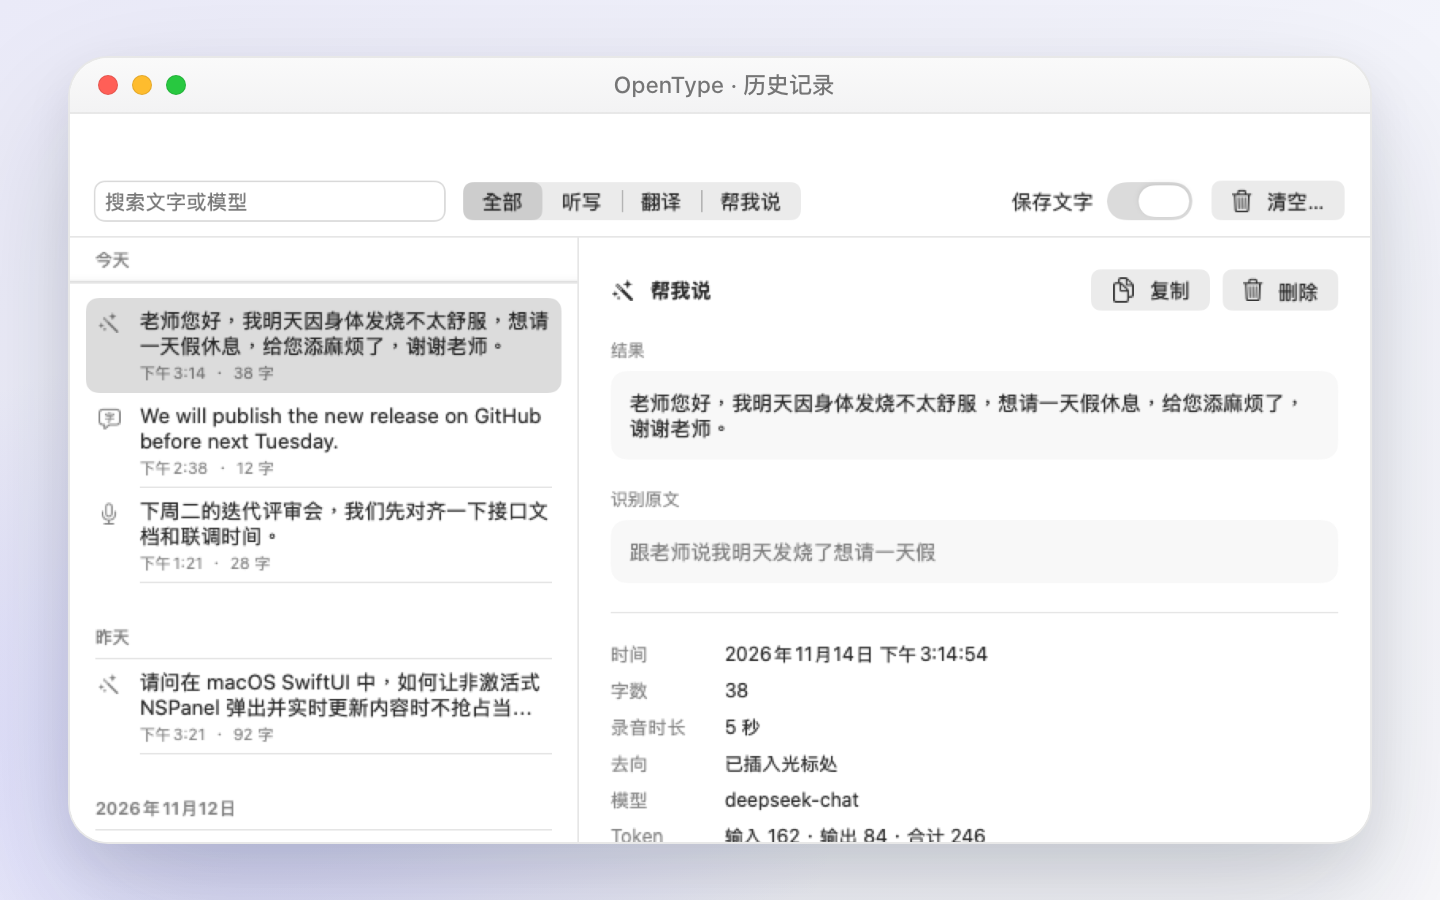 OpenType · 历史记录
搜索文字或模型
全部
听写
翻译
帮我说
保存文字
清空...
今天
老师您好，我明天因身体发烧不太舒服，想请
一天假休息，给您添麻烦了，谢谢老师。
下午3:14 · 38 字
We will publish the new release on GitHub
before next Tuesday.
下午2:38 · 12 字
下周二的迭代评审会，我们先对齐一下接口文
档和联调时间。
下午1:21 · 28 字
昨天
请问在 macOS SwiftUI 中，如何让非激活式
NSPanel 弹出并实时更新内容时不抢占当...
下午3:21 · 92 字
2026年11月12日
帮我说
复制
删除
结果
老师您好，我明天因身体发烧不太舒服，想请一天假休息，给您添麻烦了，
谢谢老师。
识别原文
跟老师说我明天发烧了想请一天假
时间 2026年11月14日 下午3:14:54
字数 38
录音时长 5 秒
去向 已插入光标处
模型 deepseek-chat
Token 输入 162 · 输出 84 · 合计 246